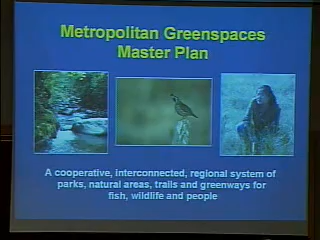 Metropolitan Greenspaces
Master Plan
A cooperative, interconnected, regional system of
parks, natural areas, trails and greenways for
fish, wildlife and people